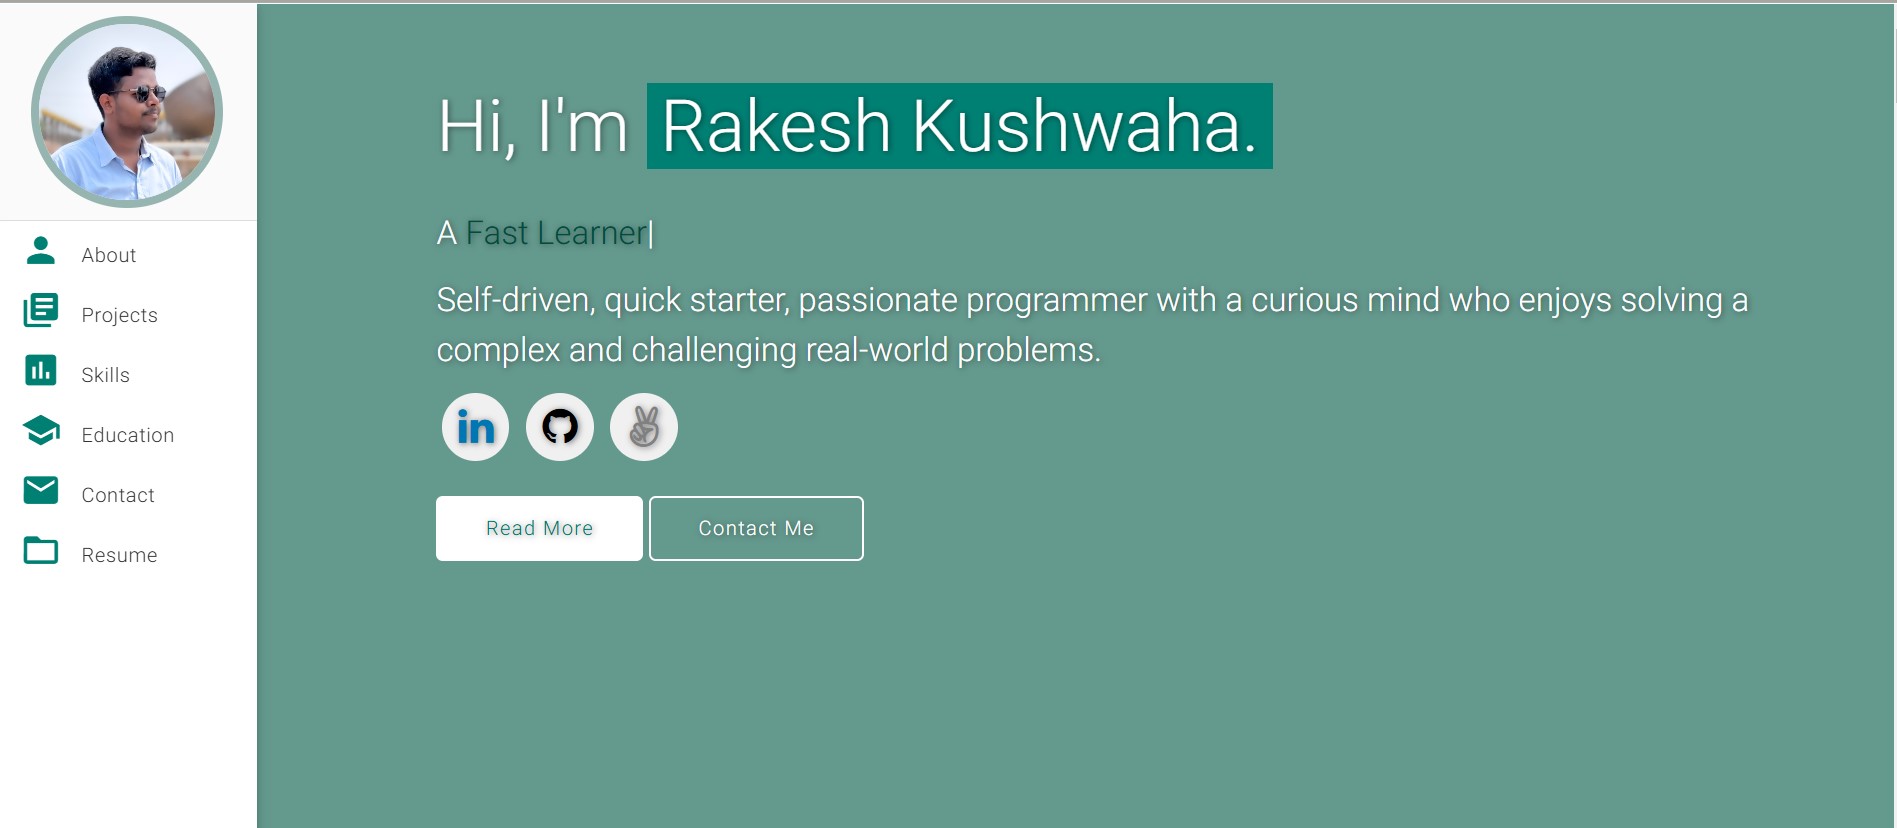 About
Projects
Skills
Education
Contact
Resume
Hi, I'm Rakesh Kushwaha.
A Fast Learner|
Self-driven, quick starter, passionate programmer with a curious mind who enjoys solving a
complex and challenging real-world problems.
in
Read More
Contact Me